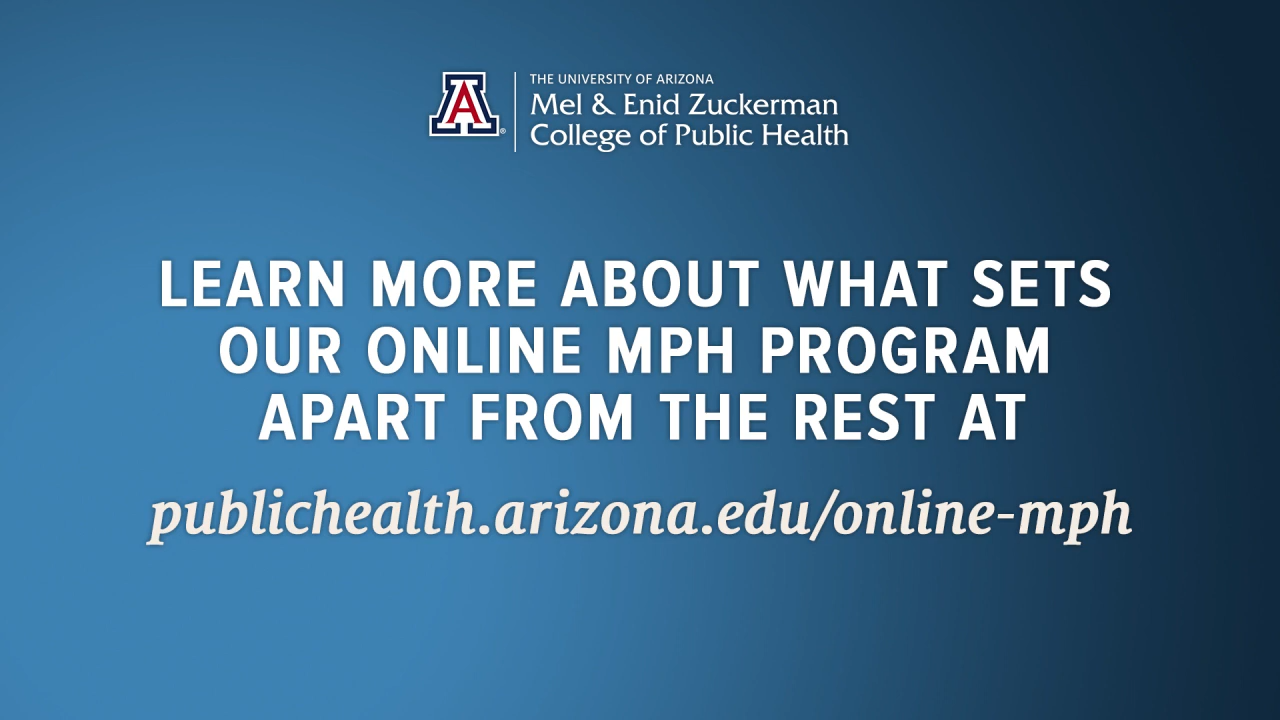 A®
THE UNIVERSITY OF ARIZONA
Mel & Enid Zuckerman
College of Public Health
LEARN MORE ABOUT WHAT SETS
OUR ONLINE MPH PROGRAM
APART FROM THE REST AT
publichealth.arizona.edu/online-mph